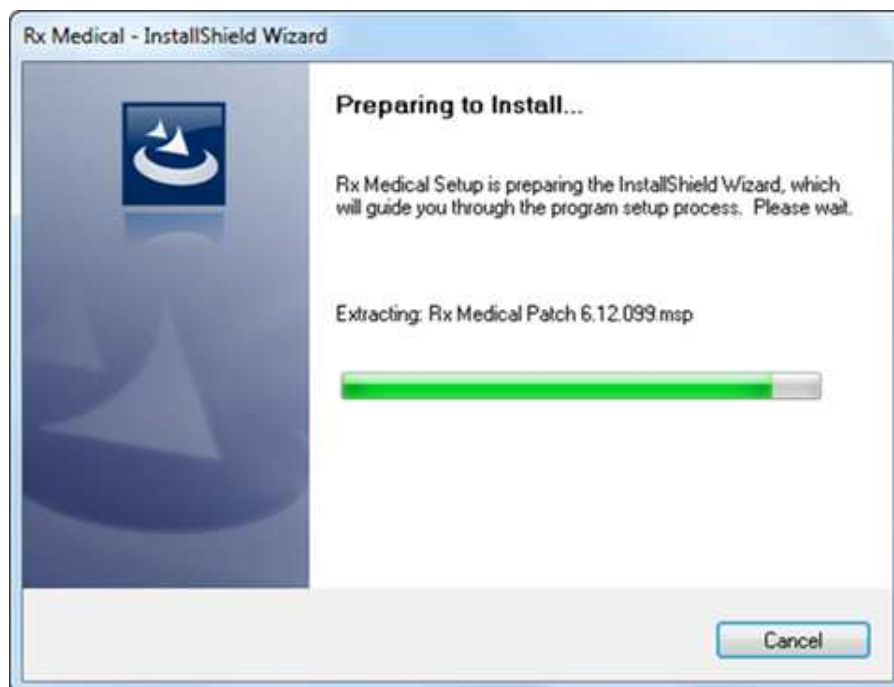 Rx Medical - InstallShield Wizard
Preparing to Install...
Rx Medical Setup is preparing the InstallShield Wizard, which
will guide you through the program setup process.  Please wait.
Extracting: Rx Medical Patch 6.12.099.msp
Cancel